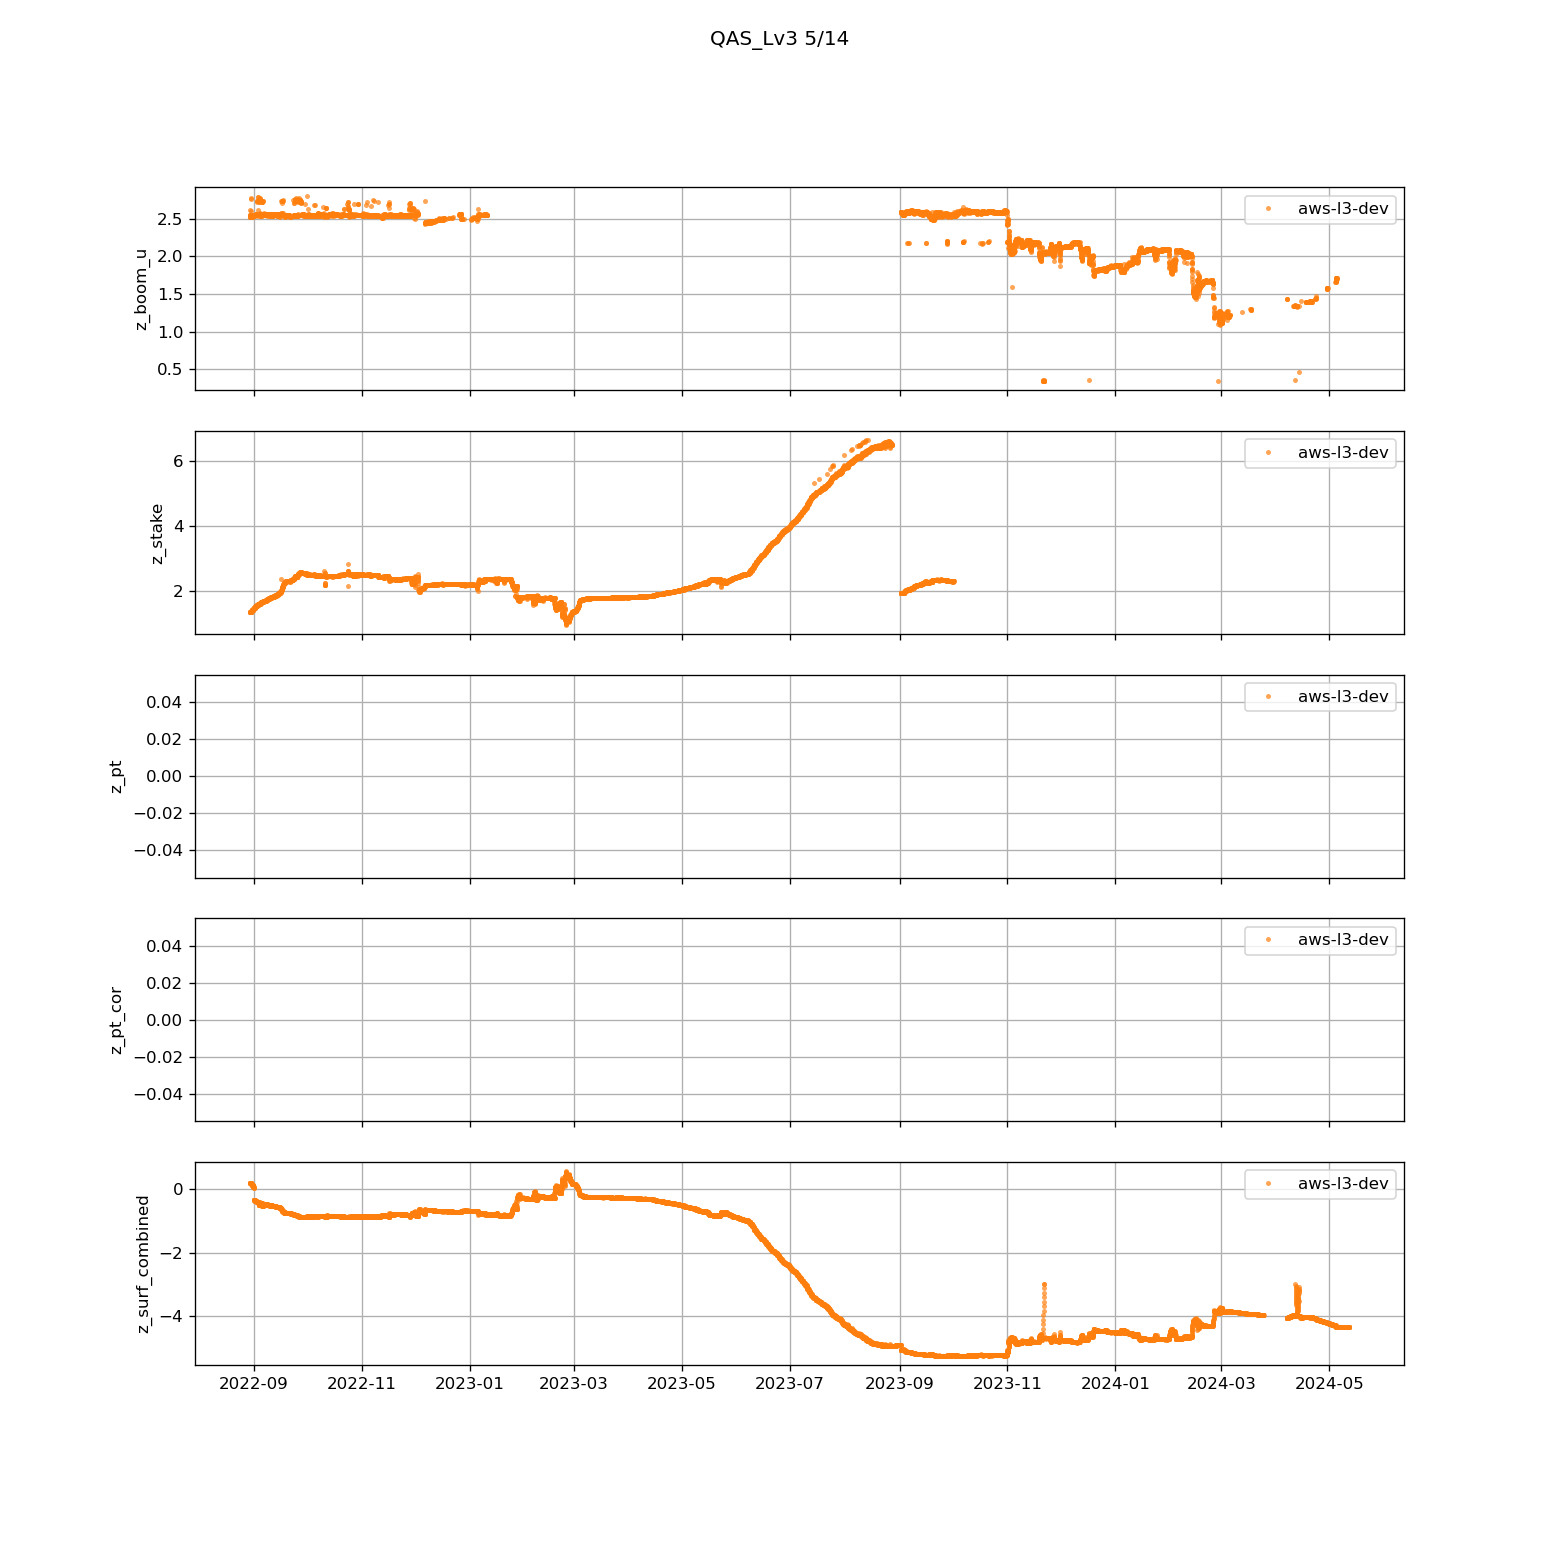 QAS_Lv3 5/14
2.5
2.0
1.5
1.0
0.5
z_boom_u
aws-l3-dev
6
4
2
z_stake
aws-l3-dev
0.04
0.02
0.00
−0.02
−0.04
z_pt
aws-l3-dev
0.04
0.02
0.00
−0.02
−0.04
z_pt_cor
aws-l3-dev
0
−2
−4
z_surf_combined
aws-l3-dev
2022-09 2022-11 2023-01 2023-03 2023-05 2023-07 2023-09 2023-11 2024-01 2024-03 2024-05